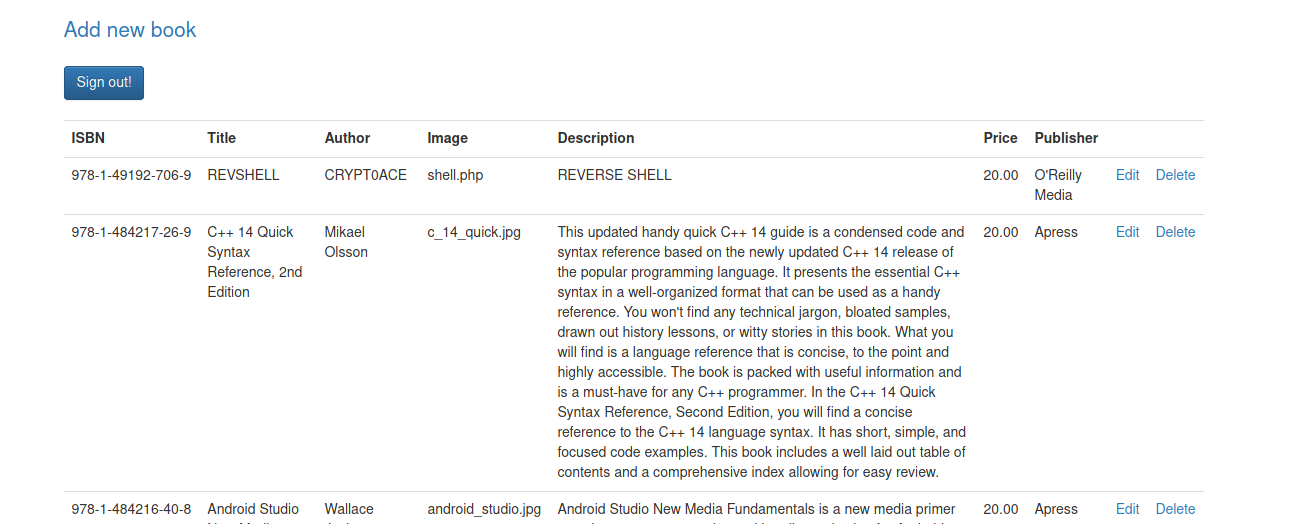 Add new book
Sign out!
ISBN Title Author Image Description Price Publisher
978-1-49192-706-9 REVSHELL CRYPT0ACE shell.php REVERSE SHELL 20.00 O'Reilly Edit Delete
Media
978-1-484217-26-9 C++ 14 Quick Mikael c_14_quick.jpg This updated handy quick C++ 14 guide is a condensed code and 20.00 Apress Edit Delete
Syntax Olsson syntax reference based on the newly updated C++ 14 release of
Reference, 2nd the popular programming language. It presents the essential C++
Edition syntax in a well-organized format that can be used as a handy
reference. You won't find any technical jargon, bloated samples,
drawn out history lessons, or witty stories in this book. What you
will find is a language reference that is concise, to the point and
highly accessible. The book is packed with useful information and
is a must-have for any C++ programmer. In the C++ 14 Quick
Syntax Reference, Second Edition, you will find a concise
reference to the C++ 14 language syntax. It has short, simple, and
focused code examples. This book includes a well laid out table of
contents and a comprehensive index allowing for easy review.
978-1-484216-40-8 Android Studio Wallace android_studio.jpg Android Studio New Media Fundamentals is a new media primer 20.00 Apress Edit Delete